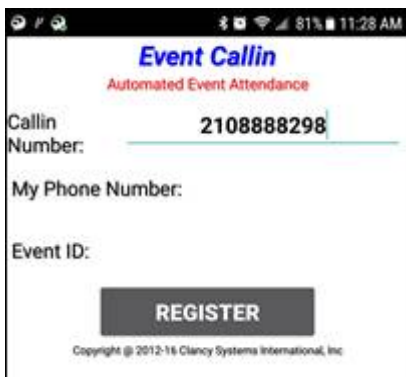 81% 11:28 AM
Event Callin
Automated Event Attendance
Callin
Number:
2108888298
My Phone Number:
Event ID:
REGISTER
Copyright @ 2012-16 Clancy Systems International, Inc